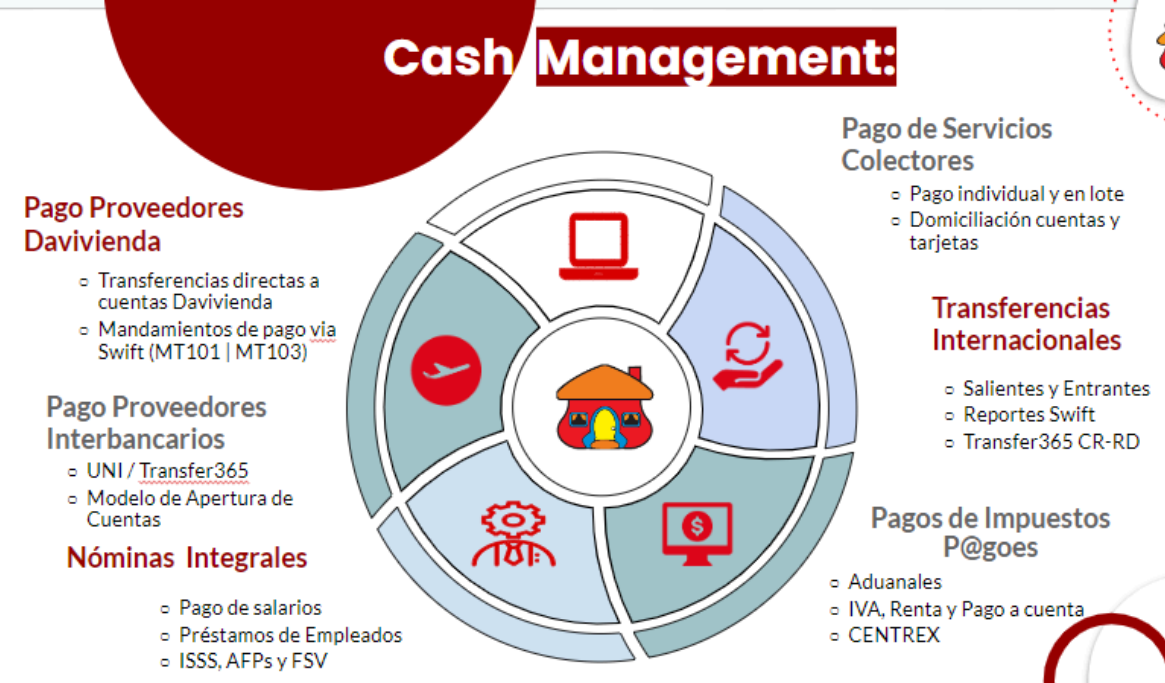 Cash Management:
Pago Proveedores
Davivienda
○ Transferencias directas a
cuentas Davivienda
○ Mandamientos de pago via
Swift (MT101 | MT103)
Pago Proveedores
Interbancarios
○ UNI / Transfer365
○ Modelo de Apertura de
Cuentas
Nóminas Integrales
○ Pago de salarios
○ Préstamos de Empleados
○ ISSS, AFPs y FSV
Pago de Servicios
Colectores
○ Pago individual y en lote
○ Domiciliación cuentas y
tarjetas
Transferencias
Internacionales
○ Salientes y Entrantes
○ Reportes Swift
○ Transfer365 CR-RD
Pagos de Impuestos
P@goes
○ Aduanales
○ IVA, Renta y Pago a cuenta
○ CENTREX
$